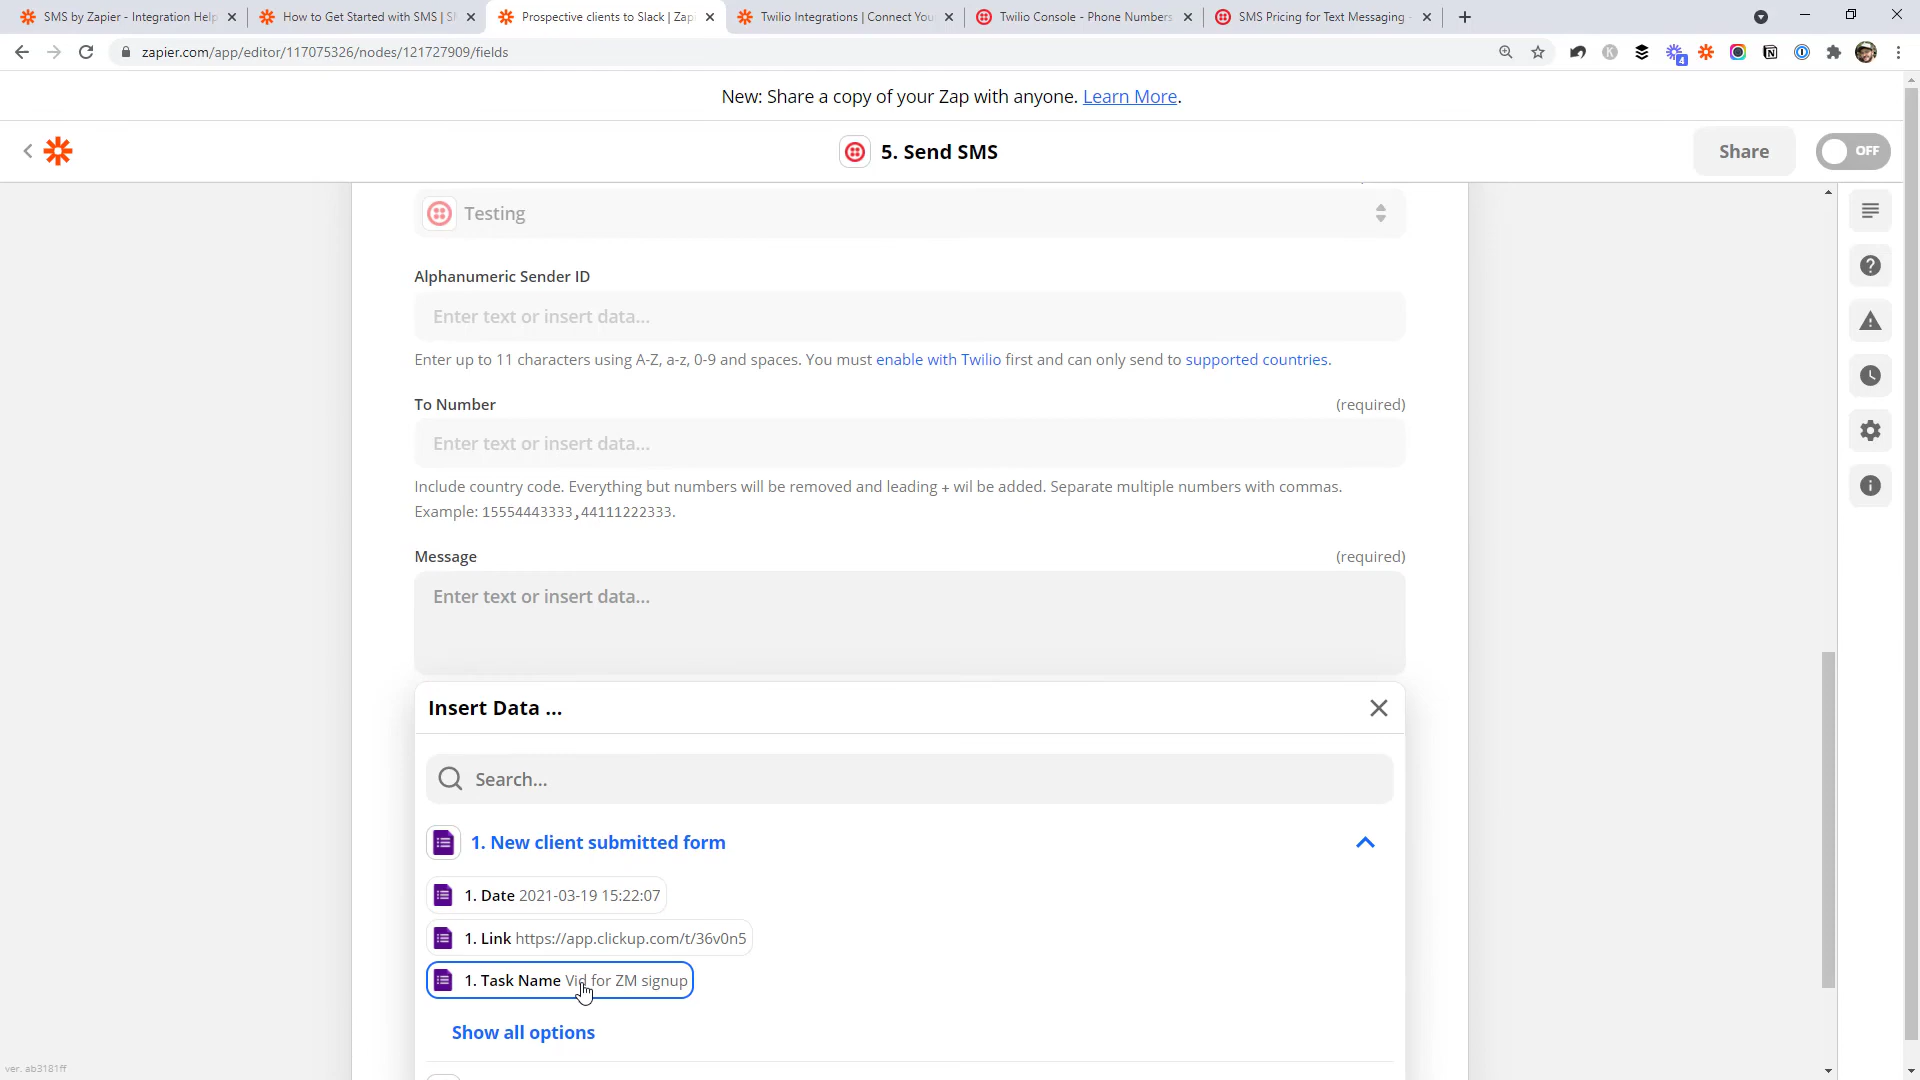 SMS by Zapier - Integration Help
How to Get Started with SMS | S
Prospective clients to Slack | Zap
Twilio Integrations | Connect You
Twilio Console - Phone Numbers
SMS Pricing for Text Messaging -
zapier.com/app/editor/117075326/nodes/121727909/fields
4
New: Share a copy of your Zap with anyone. Learn More.
5. Send SMS
Share
OFF
Testing
Alphanumeric Sender ID
Enter text or insert data...
Enter up to 11 characters using A-Z, a-z, 0-9 and spaces. You must enable with Twilio first and can only send to supported countries.
To Number
(required)
Enter text or insert data...
Include country code. Everything but numbers will be removed and leading + wil be added. Separate multiple numbers with commas.
Example: 15554443333,44111222333.
Message
(required)
Enter text or insert data...
Insert Data ...
Search...
1. New client submitted form
1. Date 2021-03-19 15:22:07
1. Link https://app.clickup.com/t/36v0n5
1. Task Name Vid for ZM signup
Show all options
ver. ab3181ff